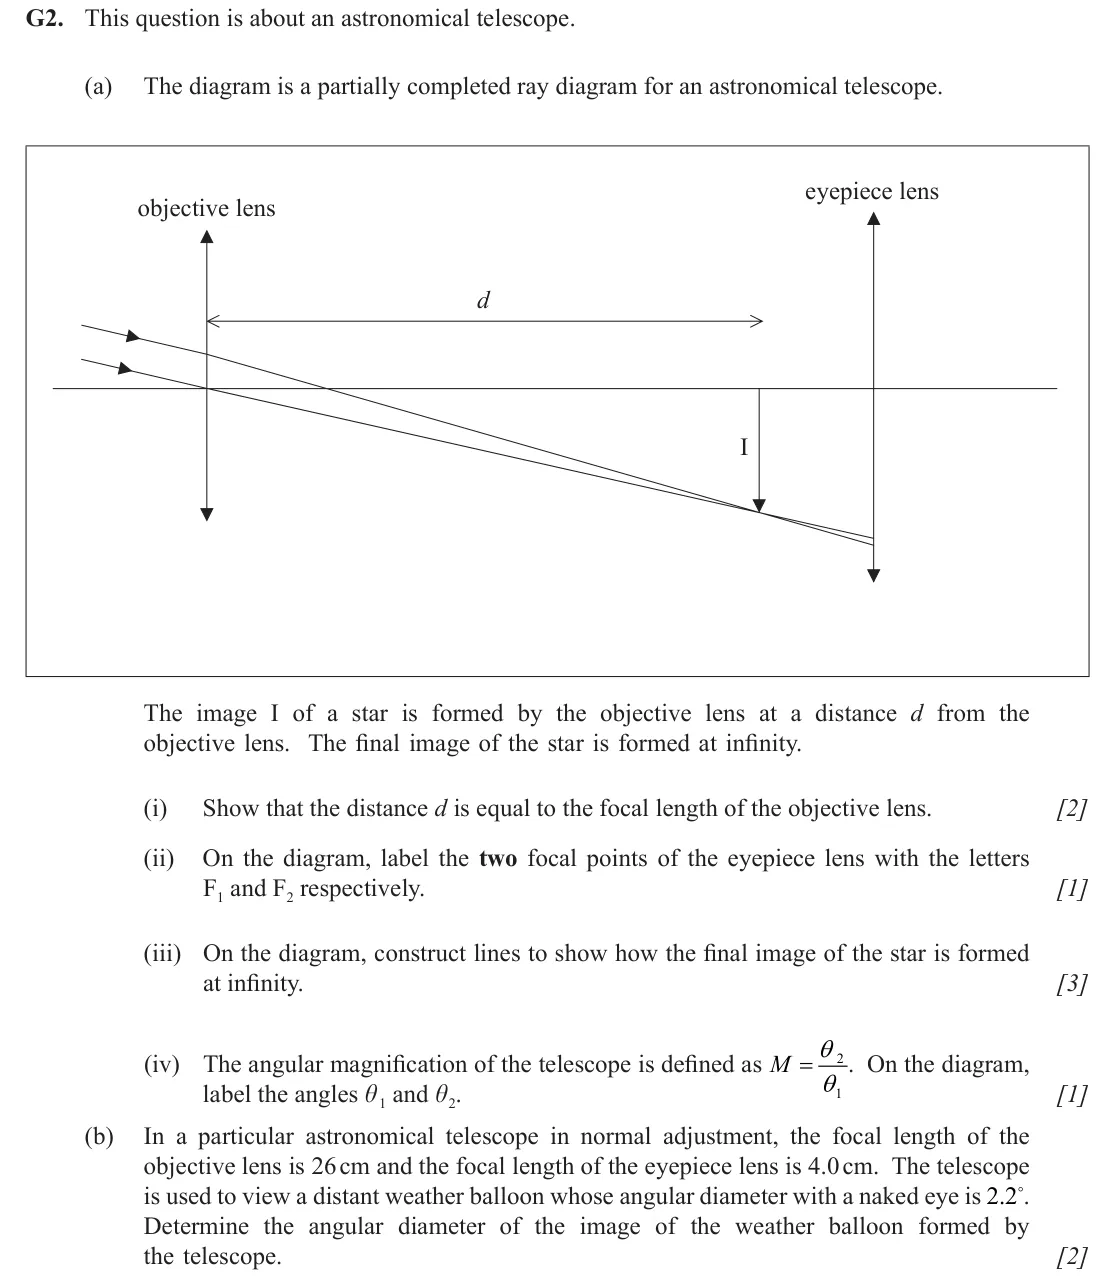 G2. This question is about an astronomical telescope.
(a) The diagram is a partially completed ray diagram for an astronomical telescope.
eyepiece lens
objective lens
d
I
The image I of a star is formed by the objective lens at a distance d from the
objective lens. The final image of the star is formed at infinity.
(i) Show that the distance d is equal to the focal length of the objective lens. [2]
(ii) On the diagram, label the two focal points of the eyepiece lens with the letters
F₁ and F₂ respectively. [1]
(iii) On the diagram, construct lines to show how the final image of the star is formed
at infinity. [3]
(iv) The angular magnification of the telescope is defined as M = θ₂/θ₁. On the diagram,
label the angles θ₁ and θ₂. [1]
(b) In a particular astronomical telescope in normal adjustment, the focal length of the
objective lens is 26 cm and the focal length of the eyepiece lens is 4.0 cm. The telescope
is used to view a distant weather balloon whose angular diameter with a naked eye is 2.2°.
Determine the angular diameter of the image of the weather balloon formed by
the telescope. [2]